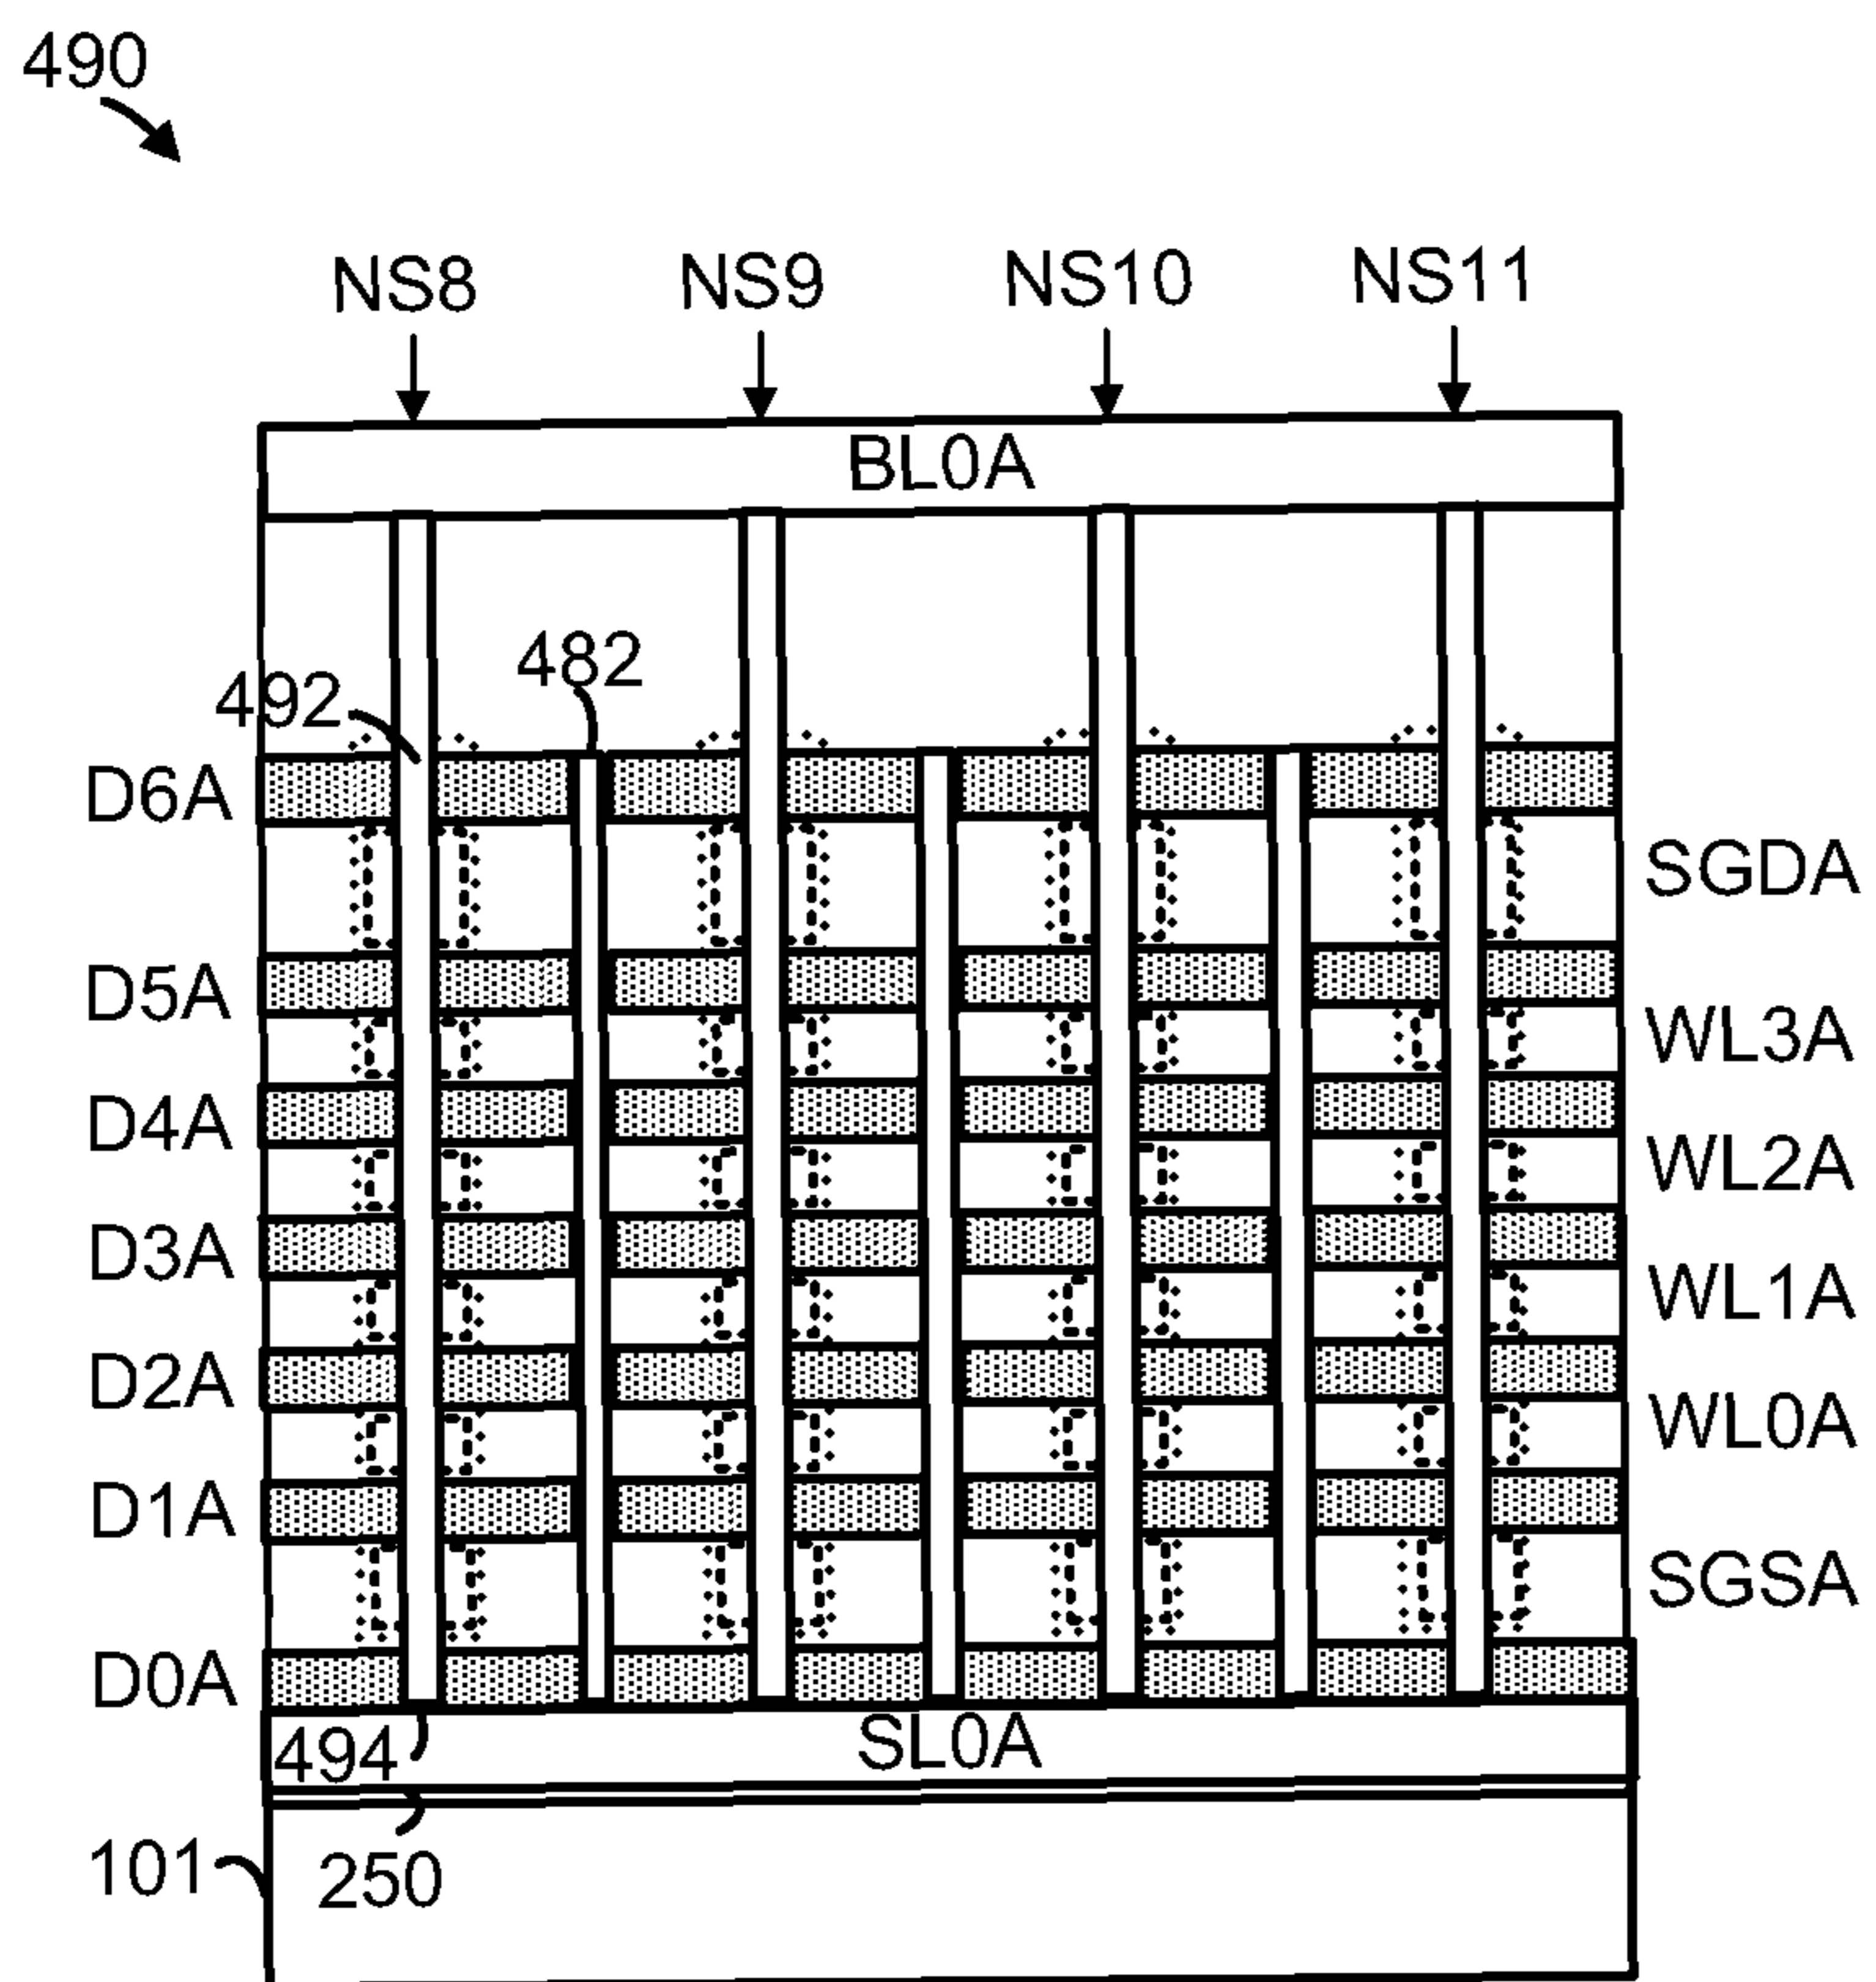 490
NS8 NS9 NS10 NS11
BL0A
482
492
D6A
SGDA
D5A
WL3A
D4A
WL2A
D3A
WL1A
D2A
WL0A
D1A
SGSA
D0A
SL0A
494
101
250